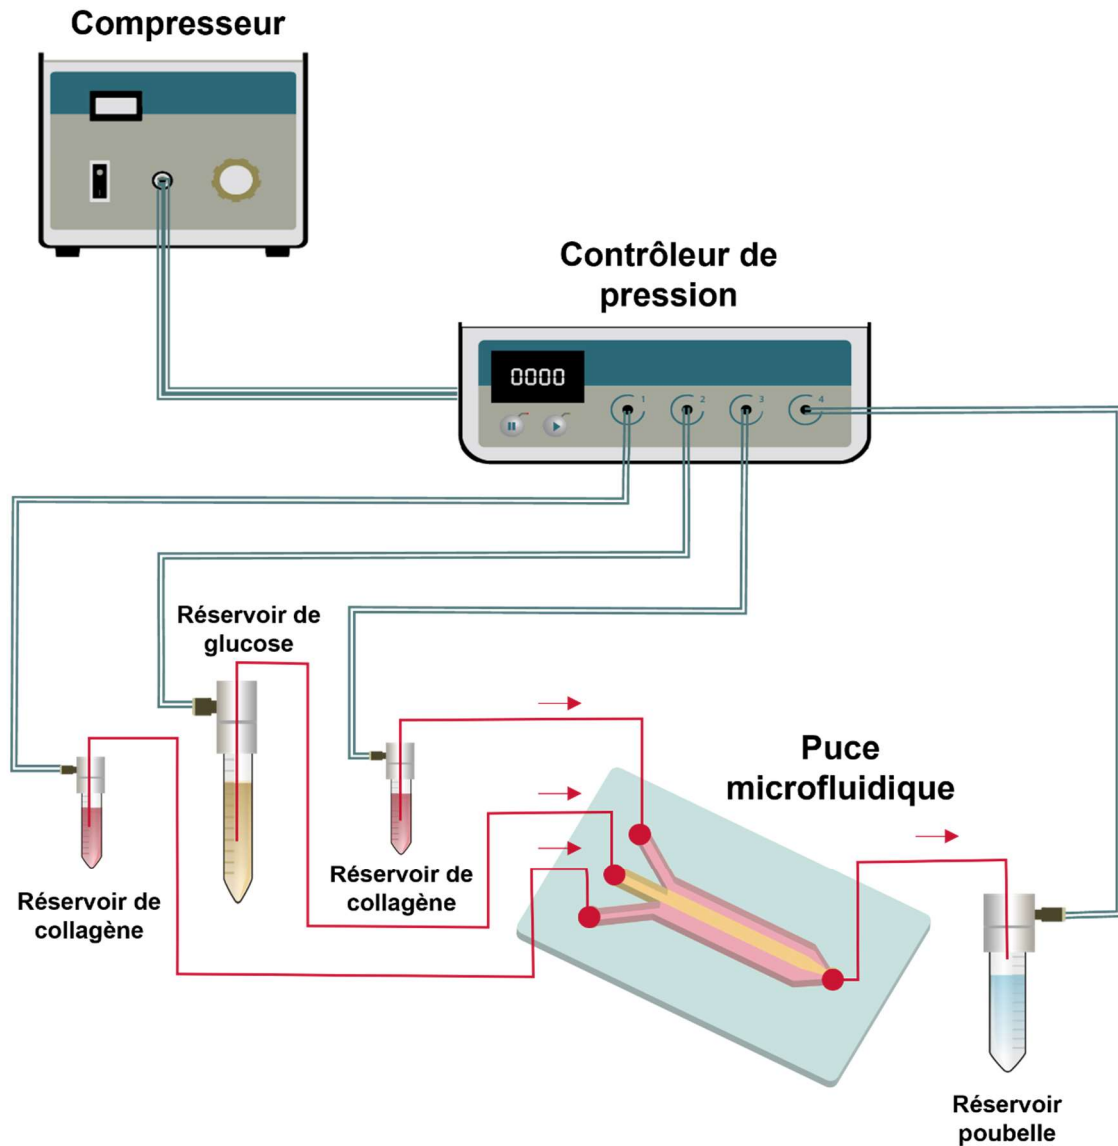 Compresseur
Contrôleur de
pression
0000
1
2
3
4
Réservoir de
glucose
Puce
microfluidique
Réservoir de
collagène
Réservoir de
collagène
Réservoir
poubelle